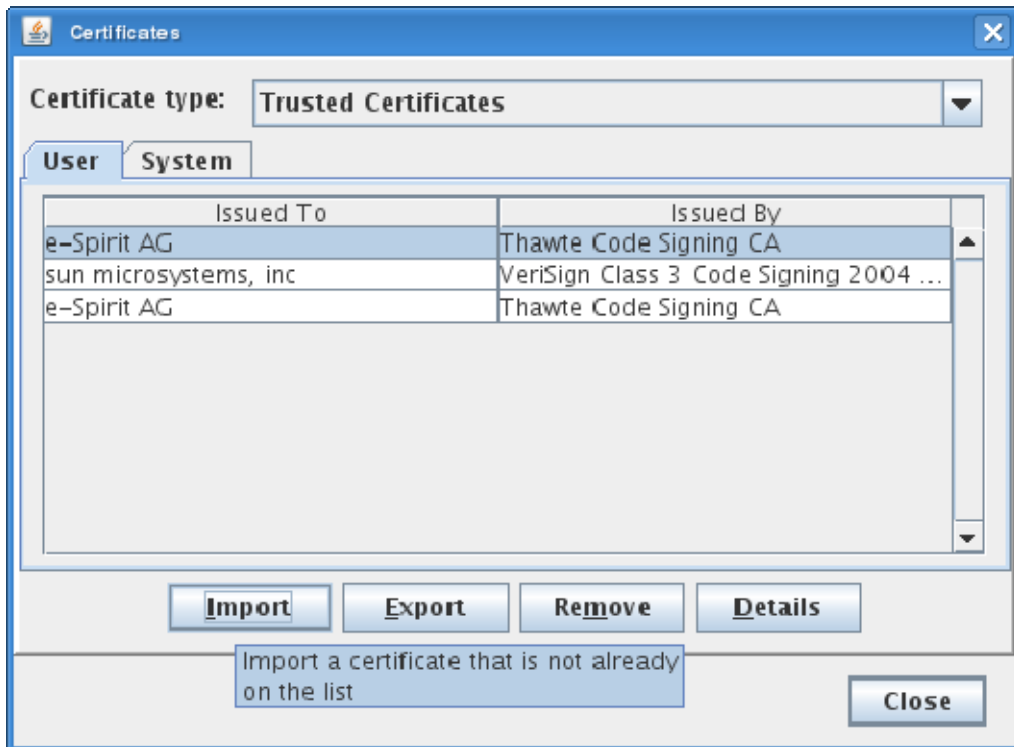 Certificates
Certificate type: Trusted Certificates
User System
Issued To Issued By
e-Spirit AG Thawte Code Signing CA
sun microsystems, inc VeriSign Class 3 Code Signing 2004 ...
e-Spirit AG Thawte Code Signing CA
Import Export Remove Details
Import a certificate that is not already
on the list
Close